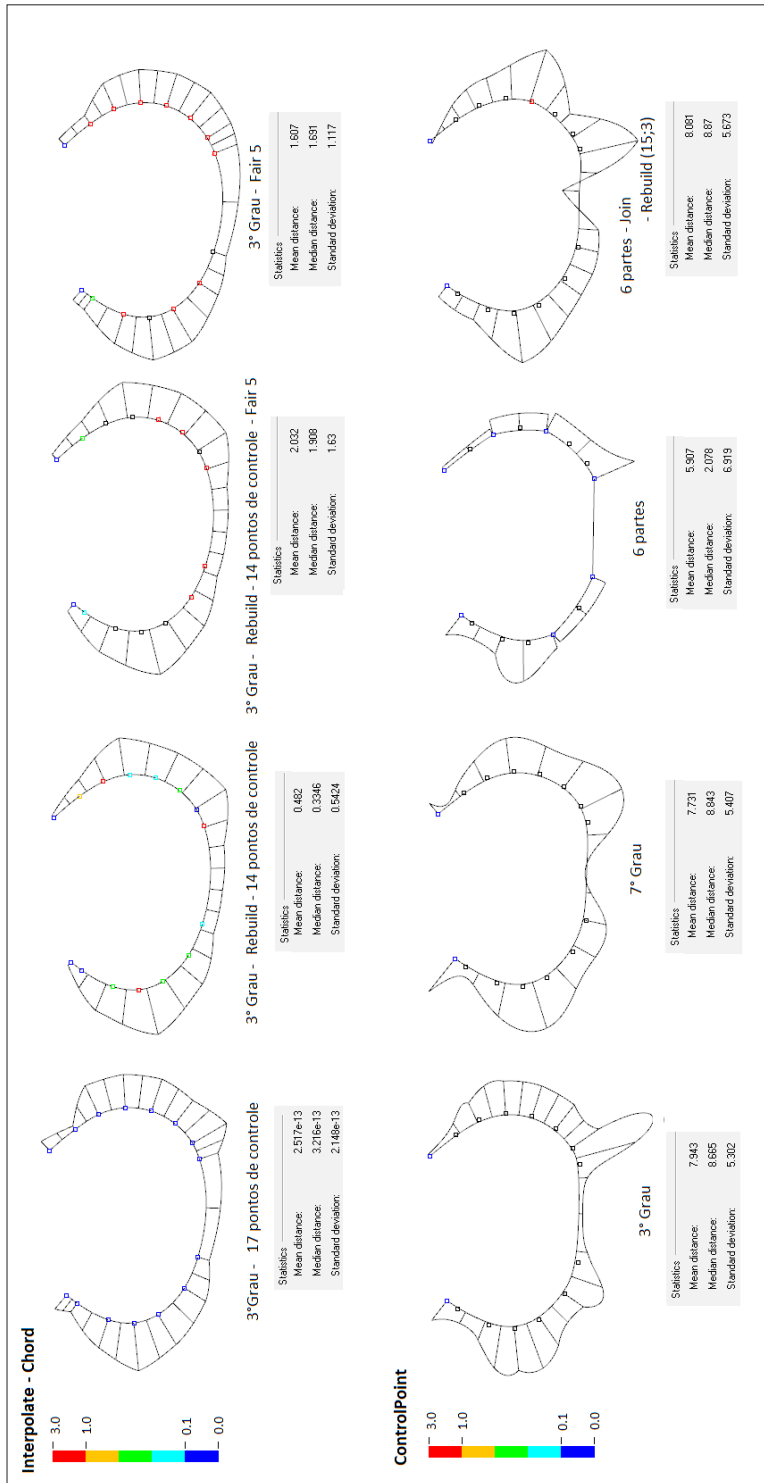 Interpolate - Chord
3.0
1.0
0.1
0.0
3°Grau - 17 pontos de controle
Statistics
Mean distance: 2.517e-13
Median distance: 3.216e-13
Standard deviation: 2.148e-13
3° Grau - Rebuild - 14 pontos de controle
Statistics
Mean distance: 0.482
Median distance: 0.3346
Standard deviation: 0.5424
3° Grau - Rebuild - 14 pontos de controle - Fair 5
Statistics
Mean distance: 2.032
Median distance: 1.908
Standard deviation: 1.63
3° Grau - Fair 5
Statistics
Mean distance: 1.607
Median distance: 1.691
Standard deviation: 1.117
ControlPoint
3.0
1.0
0.1
0.0
3° Grau
Statistics
Mean distance: 7.943
Median distance: 8.665
Standard deviation: 5.302
7° Grau
Statistics
Mean distance: 7.731
Median distance: 8.843
Standard deviation: 5.407
6 partes
Statistics
Mean distance: 5.907
Median distance: 2.078
Standard deviation: 6.919
6 partes - Join
- Rebuild (15;3)
Statistics
Mean distance: 8.081
Median distance: 8.87
Standard deviation: 5.673